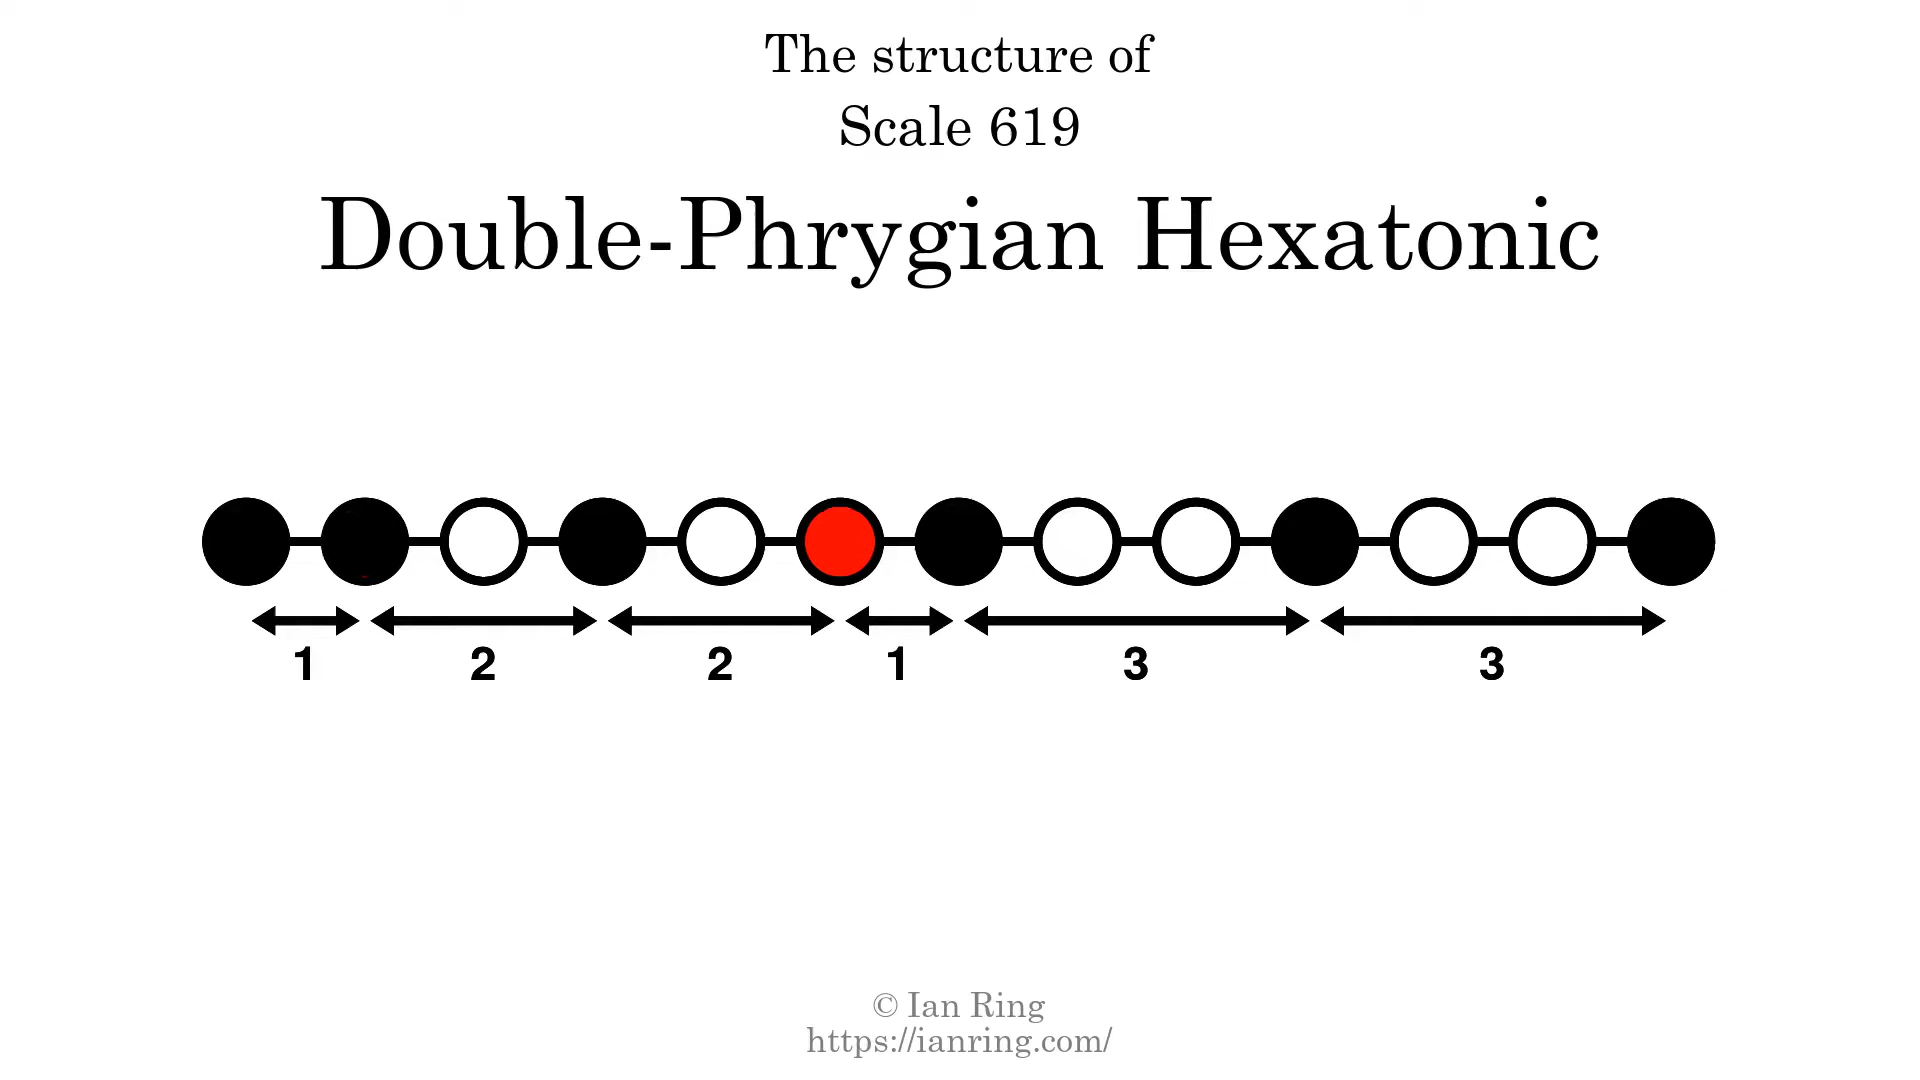 The structure of
Scale 619
Double-Phrygian Hexatonic
1 2 2 1 3 3
© Ian Ring
https://ianring.com/